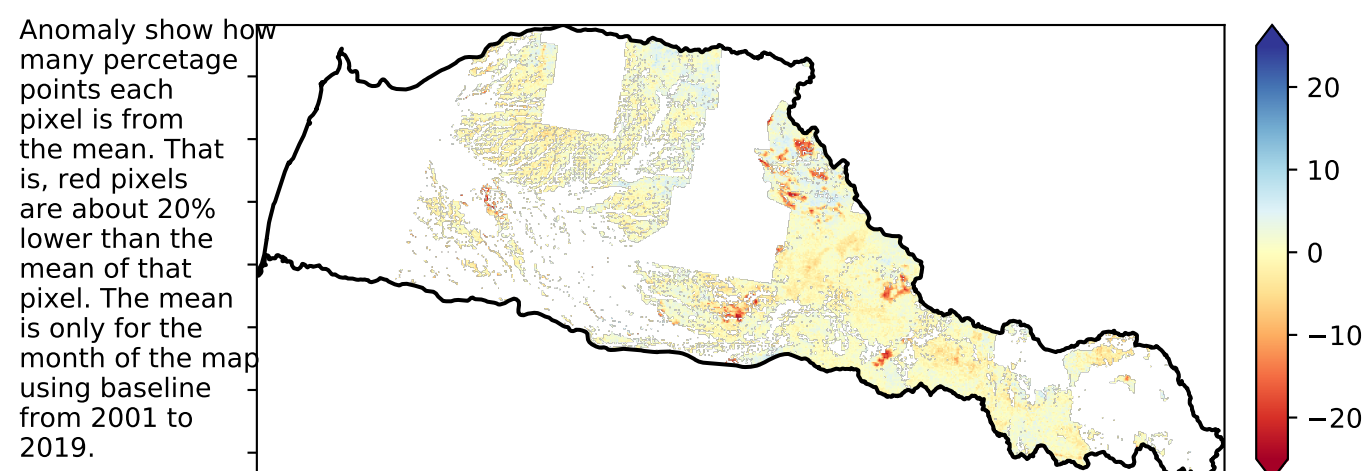 Anomaly show how
many percetage
points each
pixel is from
the mean. That
is, red pixels
are about 20%
lower than the
mean of that
pixel. The mean
is only for the
month of the map
using baseline
from 2001 to
2019.
20
10
0
−10
−20